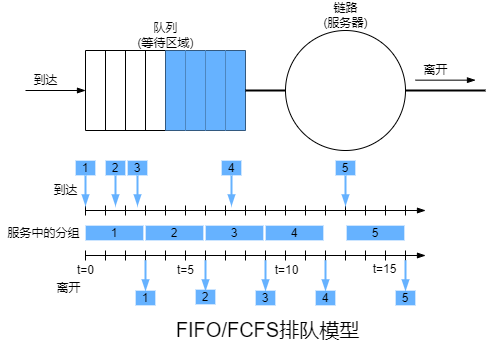 队列
(等待区域)
链路
(服务器)
到达
离开
1 2 3 4 5
到达
服务中的分组
1 2 3 4 5
t=0 t=5 t=10 t=15
离开
1 2 3 4 5
FIFO/FCFS排队模型